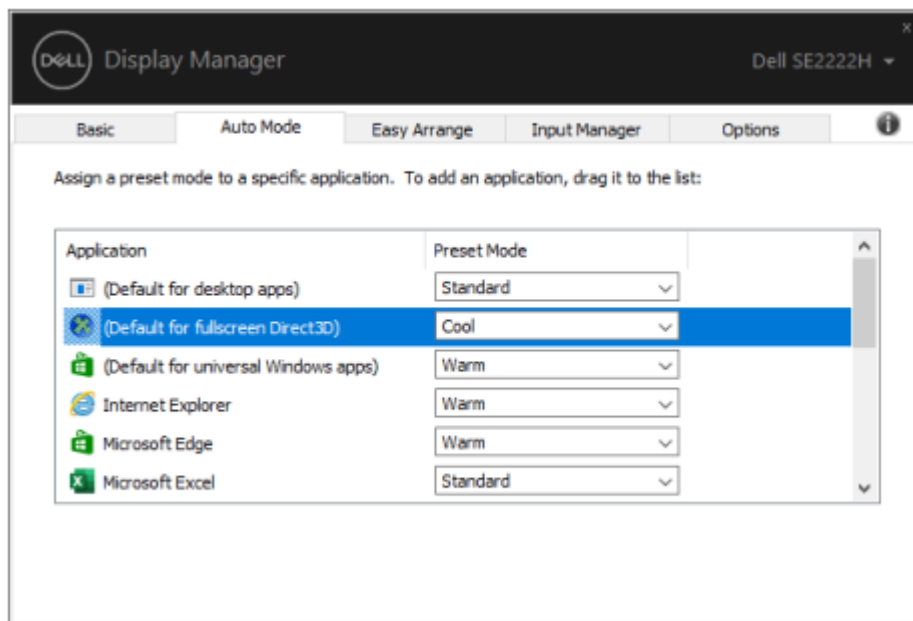 DELL Display Manager
Dell SE2222H
Basic Auto Mode Easy Arrange Input Manager Options
Assign a preset mode to a specific application. To add an application, drag it to the list:
Application Preset Mode
(Default for desktop apps) Standard
(Default for fullscreen Direct3D) Cool
(Default for universal Windows apps) Warm
Internet Explorer Warm
Microsoft Edge Warm
Microsoft Excel Standard